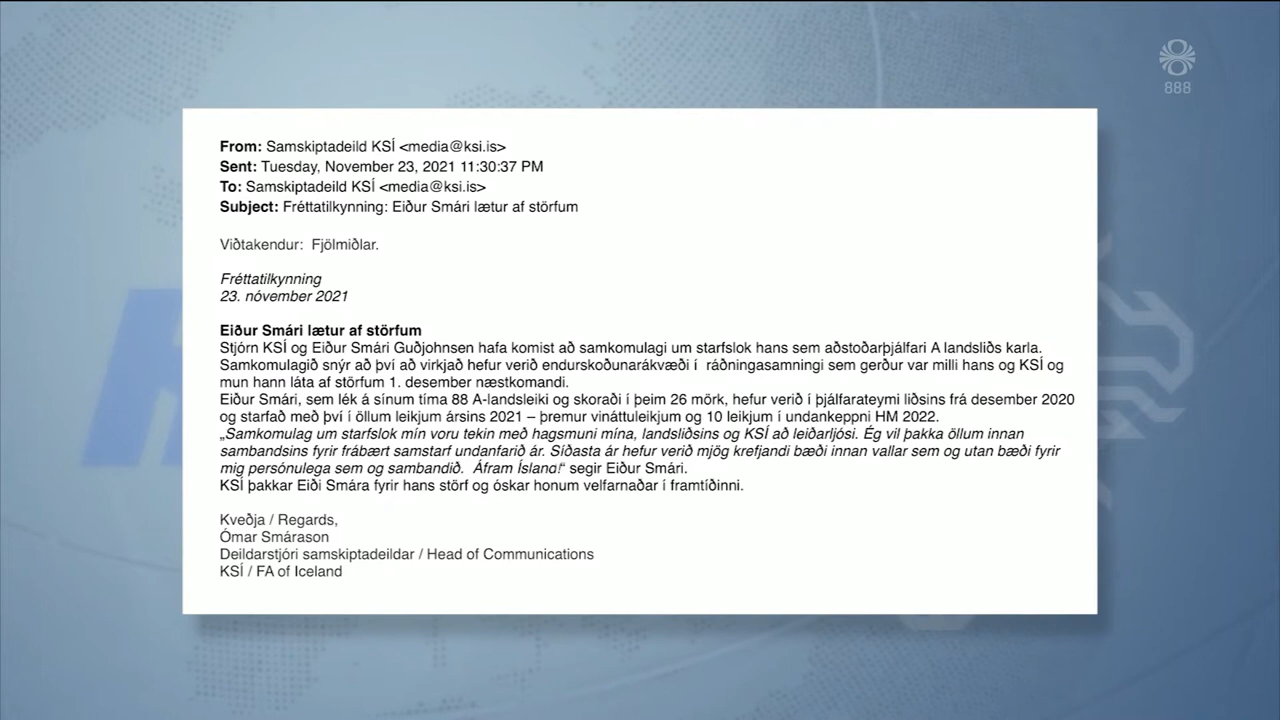 888
From: Samskiptadeild KSÍ <media@ksi.is>
Sent: Tuesday, November 23, 2021 11:30:37 PM
To: Samskiptadeild KSÍ <media@ksi.is>
Subject: Fréttatilkynning: Eiður Smári lætur af störfum
Viðtakendur: Fjölmiðlar.
Fréttatilkynning
23. nóvember 2021
Eiður Smári lætur af störfum
Stjórn KSÍ og Eiður Smári Guðjohnsen hafa komist að samkomulagi um starfslok hans sem aðstoðarþjálfari A landsliðs karla.
Samkomulagið snýr að því að virkjað hefur verið endurskoðunarákvæði í ráðningasamningi sem gerður var milli hans og KSÍ og
mun hann láta af störfum 1. desember næstkomandi.
Eiður Smári, sem lék á sínum tíma 88 A-landsleiki og skoraði í þeim 26 mörk, hefur verið í þjálfarateymi liðsins frá desember 2020
og starfað með því í öllum leikjum ársins 2021 – þremur vináttuleikjum og 10 leikjum í undankeppni HM 2022.
„Samkomulag um starfslok mín voru tekin með hagsmuni mína, landsliðsins og KSÍ að leiðarljósi. Ég vil þakka öllum innan
sambandsins fyrir frábært samstarf undanfarið ár. Síðasta ár hefur verið mjög krefjandi bæði innan vallar sem og utan bæði fyrir
mig persónulega sem og sambandið. Áfram Ísland!“ segir Eiður Smári.
KSÍ þakkar Eiði Smára fyrir hans störf og óskar honum velfarnaðar í framtíðinni.
Kveðja / Regards,
Ómar Smárason
Deildarstjóri samskiptadeildar / Head of Communications
KSÍ / FA of Iceland